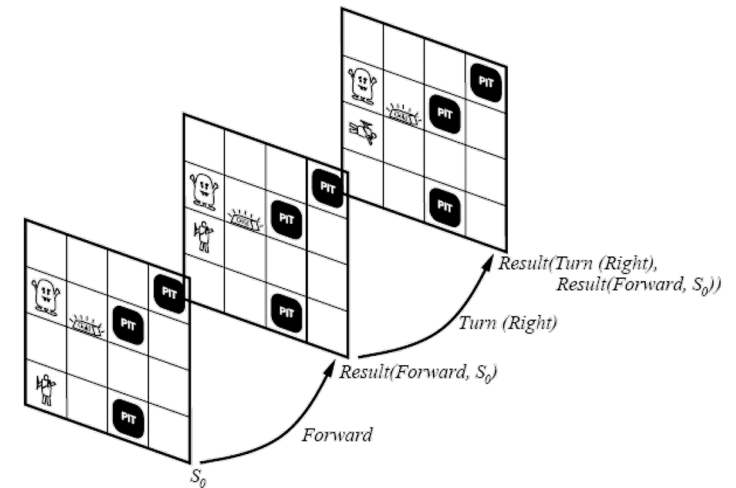 PIT
PIT
PIT
Result(Turn (Right),
Result(Forward, S0))
PIT
PIT
PIT
Turn (Right)
Result(Forward, S0)
PIT
PIT
PIT
Forward
S0